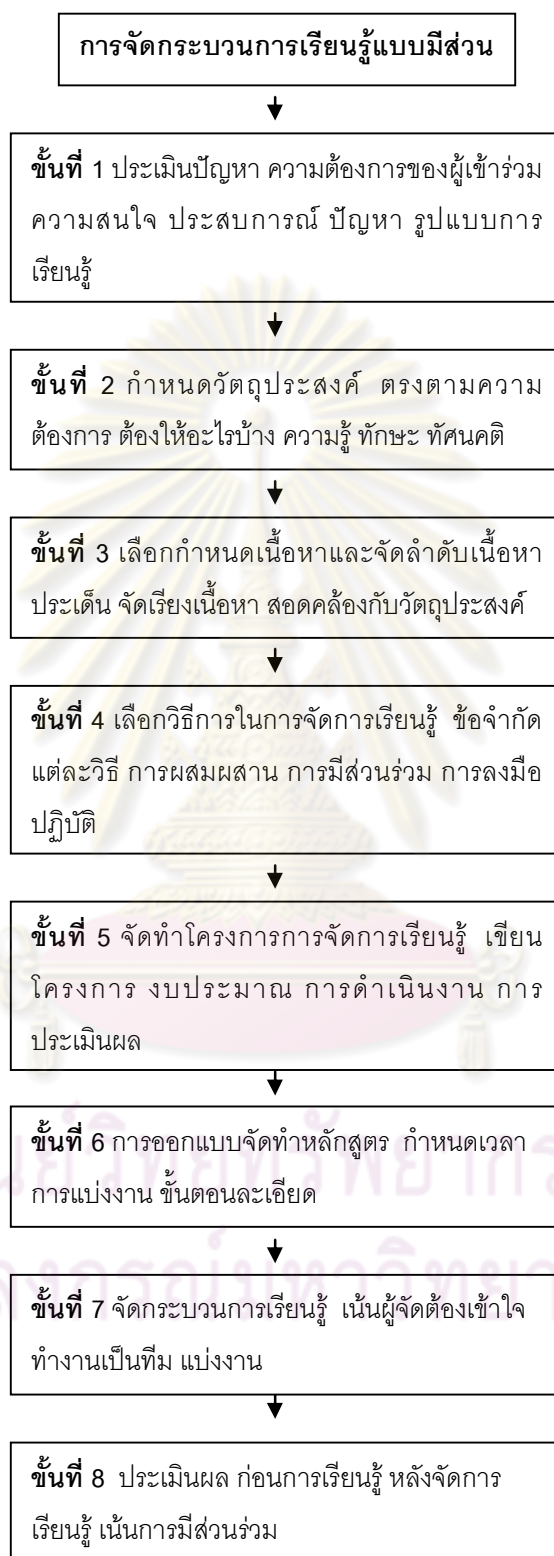 การจัดกระบวนการเรียนรู้แบบมีส่วน
ขั้นที่ 1 ประเมินปัญหา ความต้องการของผู้เข้าร่วม
ความสนใจ ประสบการณ์ ปัญหา รูปแบบการ
เรียนรู้
ขั้นที่ 2 กำหนดวัตถุประสงค์ ตรงตามความ
ต้องการ ต้องให้อะไรบ้าง ความรู้ ทักษะ ทัศนคติ
ขั้นที่ 3 เลือกกำหนดเนื้อหาและจัดลำดับเนื้อหา
ประเด็น จัดเรียงเนื้อหา สอดคล้องกับวัตถุประสงค์
ขั้นที่ 4 เลือกวิธีการในการจัดการเรียนรู้ ข้อจำกัด
แต่ละวิธี การผสมผสาน การมีส่วนร่วม การลงมือ
ปฏิบัติ
ขั้นที่ 5 จัดทำโครงการการจัดการเรียนรู้ เขียน
โครงการ งบประมาณ การดำเนินงาน การ
ประเมินผล
ขั้นที่ 6 การออกแบบจัดทำหลักสูตร กำหนดเวลา
การแบ่งงาน ขั้นตอนละเอียด
ขั้นที่ 7 จัดกระบวนการเรียนรู้ เน้นผู้จัดต้องเข้าใจ
ทำงานเป็นทีม แบ่งงาน
ขั้นที่ 8 ประเมินผล ก่อนการเรียนรู้ หลังจัดการ
เรียนรู้ เน้นการมีส่วนร่วม